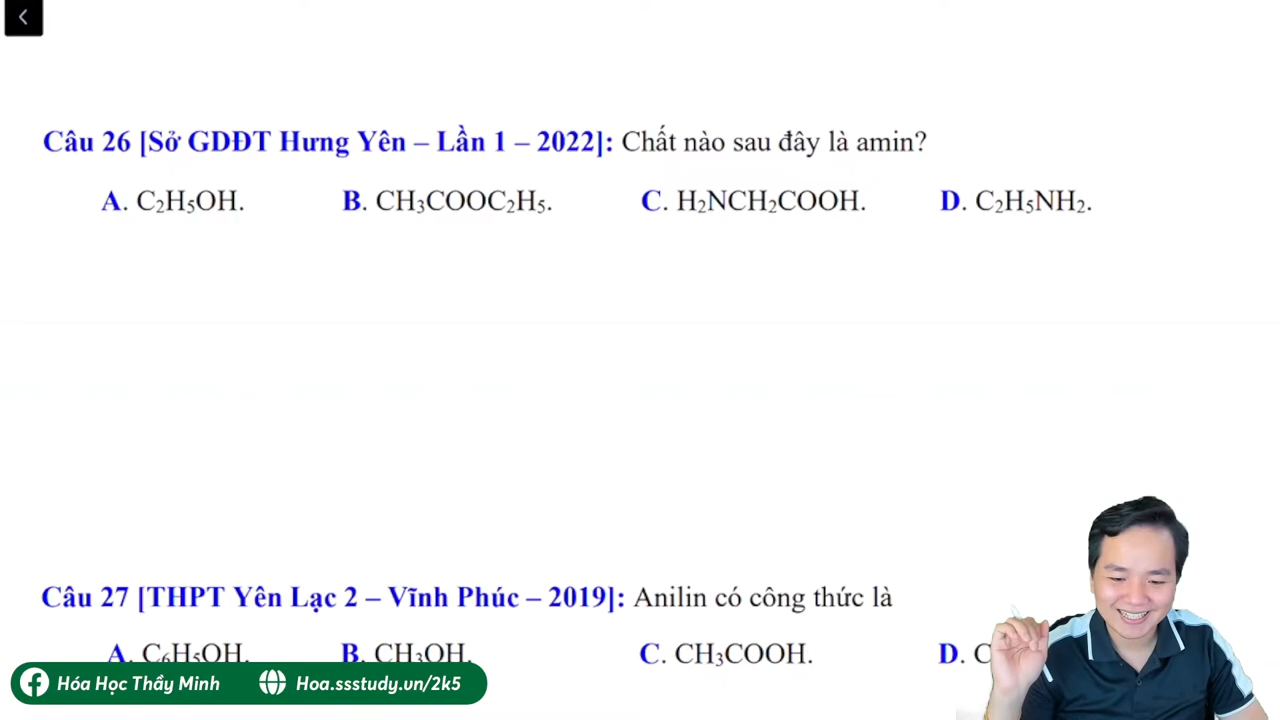 Câu 26 [Sở GDĐT Hưng Yên – Lần 1 – 2022]: Chất nào sau đây là amin?
A. C₂H₅OH. B. CH₃COOC₂H₅. C. H₂NCH₂COOH. D. C₂H₅NH₂.
Câu 27 [THPT Yên Lạc 2 – Vĩnh Phúc – 2019]: Anilin có công thức là
A. C₆H₅OH. B. CH₃OH. C. CH₃COOH. D.
Hóa Học Thầy Minh Hoa.ssstudy.vn/2k5